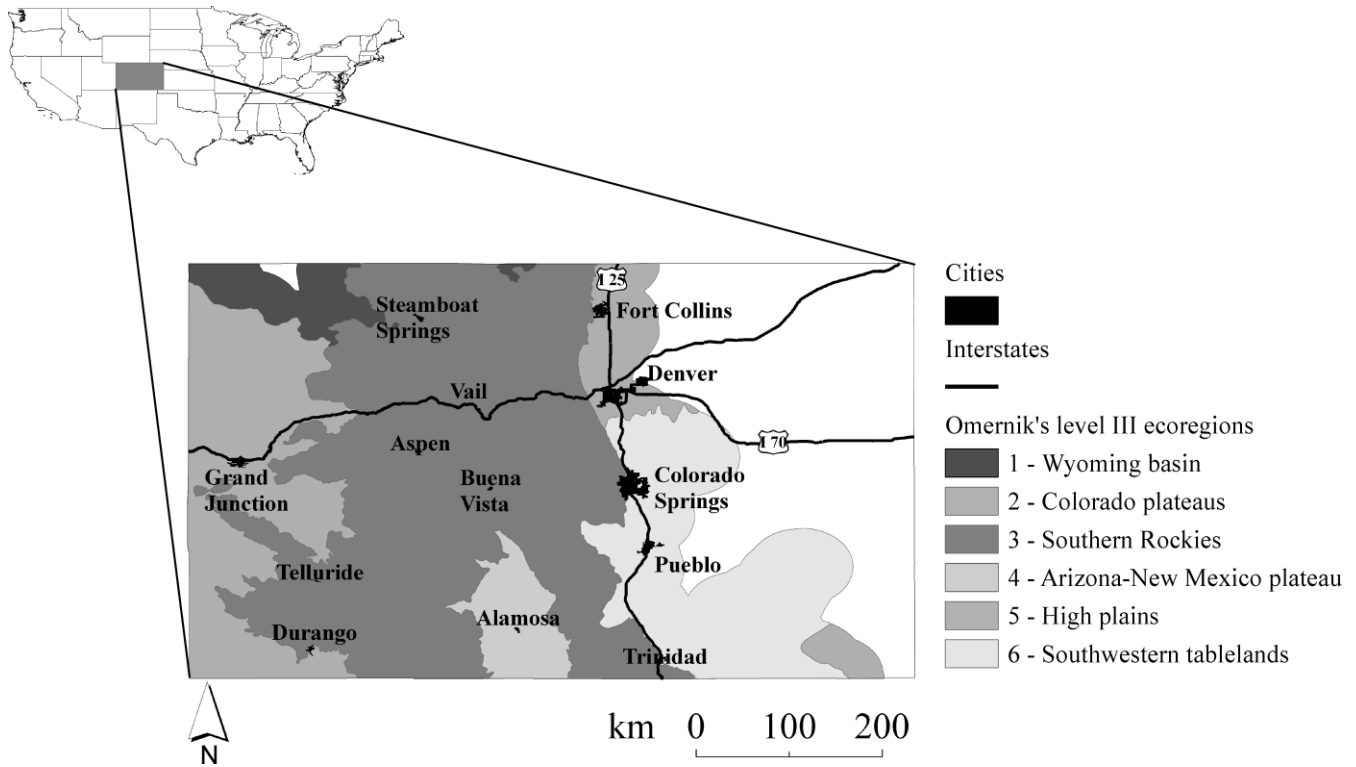 Steamboat
Springs
I 25
Fort Collins
Denver
Vail
I 70
Aspen
Grand
Junction
Buena
Vista
Colorado
Springs
Pueblo
Telluride
Durango
Alamosa
Trinidad
Cities
Interstates
Omernik's level III ecoregions
1 - Wyoming basin
2 - Colorado plateaus
3 - Southern Rockies
4 - Arizona-New Mexico plateau
5 - High plains
6 - Southwestern tablelands
N
km 0 100 200